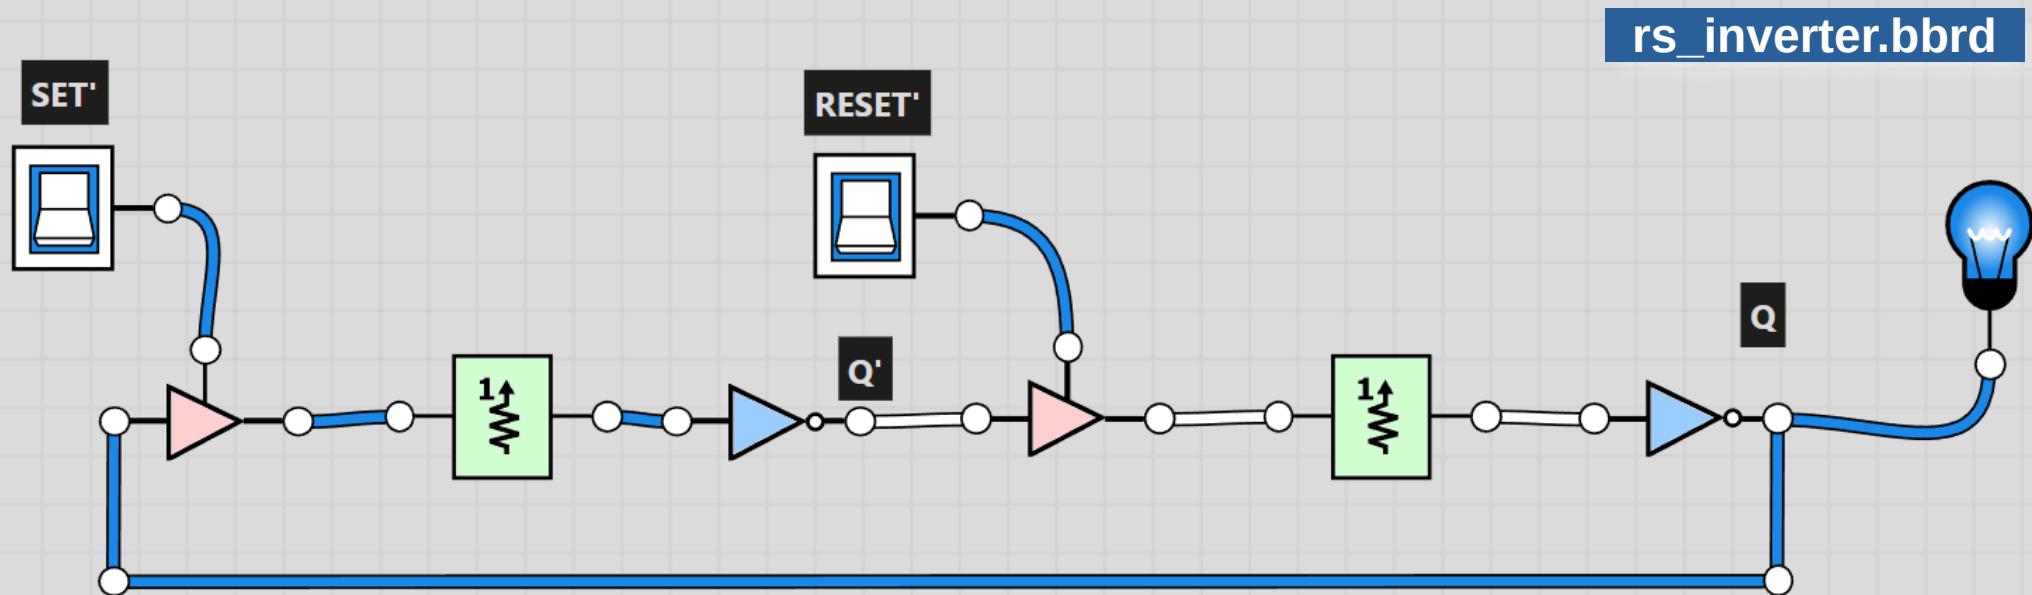 rs_inverter.bbrd
SET'
RESET'
Q
Q'
1
1